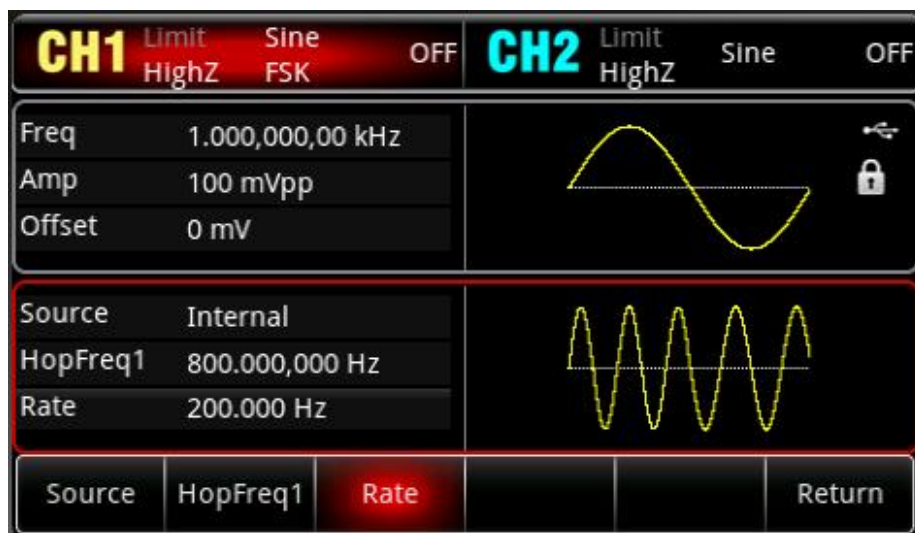 CH1 Limit Sine OFF CH2 Limit Sine OFF
HighZ FSK HighZ
Freq 1.000,000,00 kHz
Amp 100 mVpp
Offset 0 mV
Source Internal
HopFreq1 800.000,000 Hz
Rate 200.000 Hz
Source HopFreq1 Rate Return